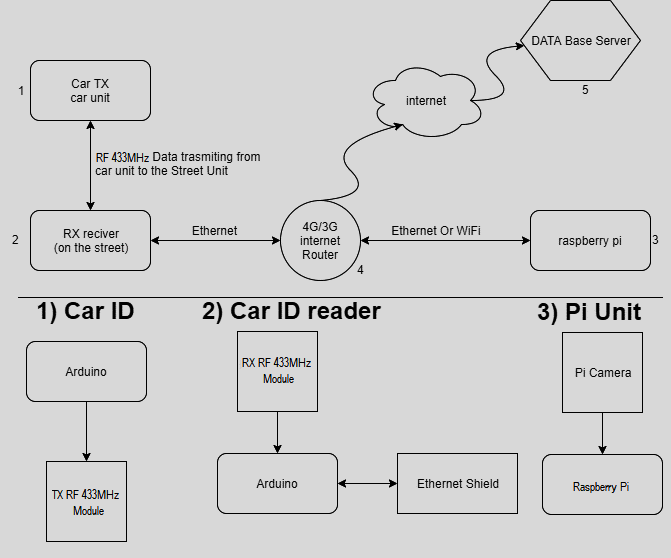 DATA Base Server
5
internet
1
Car TX
car unit
RF 433MHz Data trasmiting from
car unit to the Street Unit
2
RX reciver
(on the street)
Ethernet
4G/3G
internet
Router
4
Ethernet Or WiFi
raspberry pi
3
1) Car ID
2) Car ID reader
3) Pi Unit
Arduino
TX RF 433MHz
Module
RX RF 433MHz
Module
Arduino
Ethernet Shield
Pi Camera
Raspberry Pi